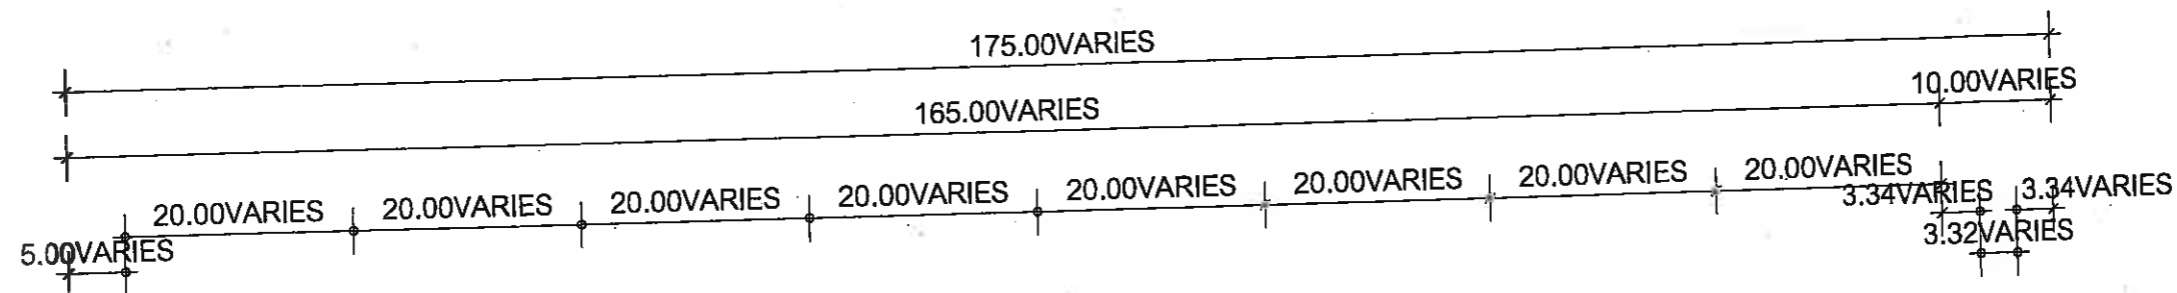 175.00VARIES
10.00VARIES
165.00VARIES
20.00VARIES 20.00VARIES 20.00VARIES 20.00VARIES 20.00VARIES 20.00VARIES 20.00VARIES 20.00VARIES
3.34VARIES 3.34VARIES
5.00VARIES
3.32VARIES